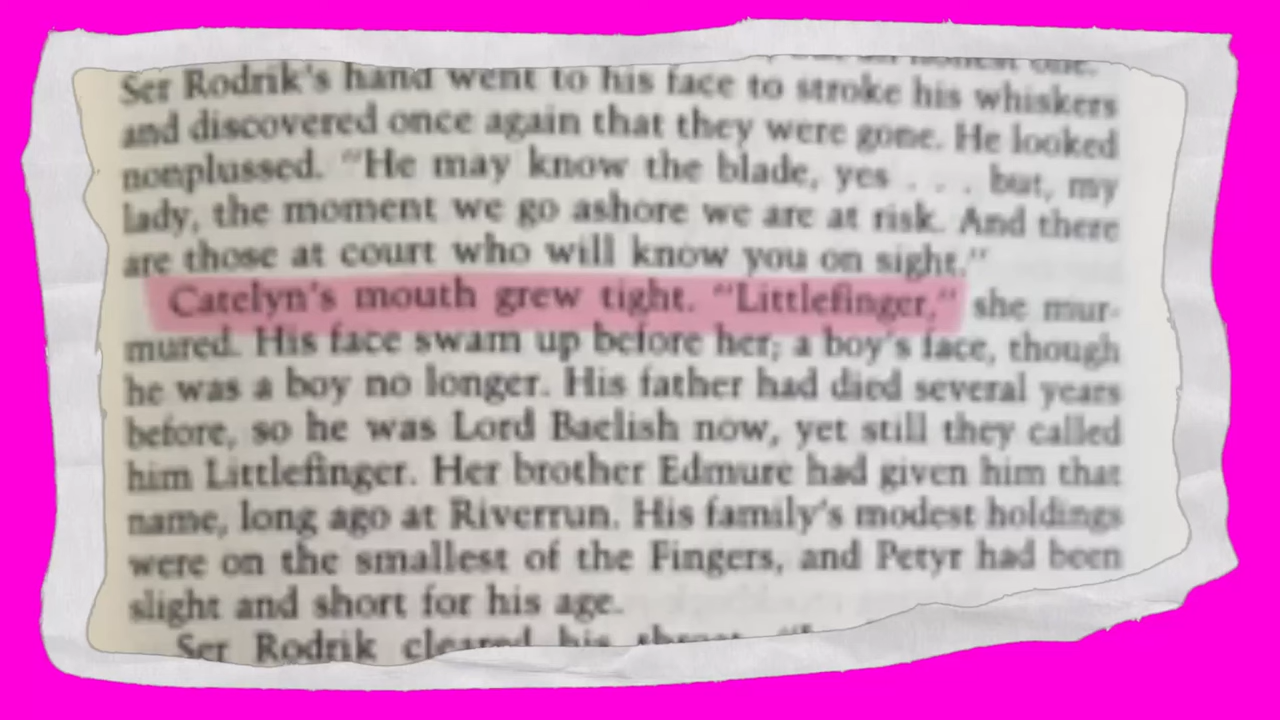 Ser Rodrik's hand went to his face to stroke his whiskers
and discovered once again that they were gone. He looked
nonplussed. "He may know the blade, yes . . . but, my
lady, the moment we go ashore we are at risk. And there
are those at court who will know you on sight."
Catelyn's mouth grew tight. "Littlefinger," she mur-
mured. His face swam up before her; a boy's face, though
he was a boy no longer. His father had died several years
before, so he was Lord Baelish now, yet still they called
him Littlefinger. Her brother Edmure had given him that
name, long ago at Riverrun. His family's modest holdings
were on the smallest of the Fingers, and Petyr had been
slight and short for his age.
Ser Rodrik cleared his